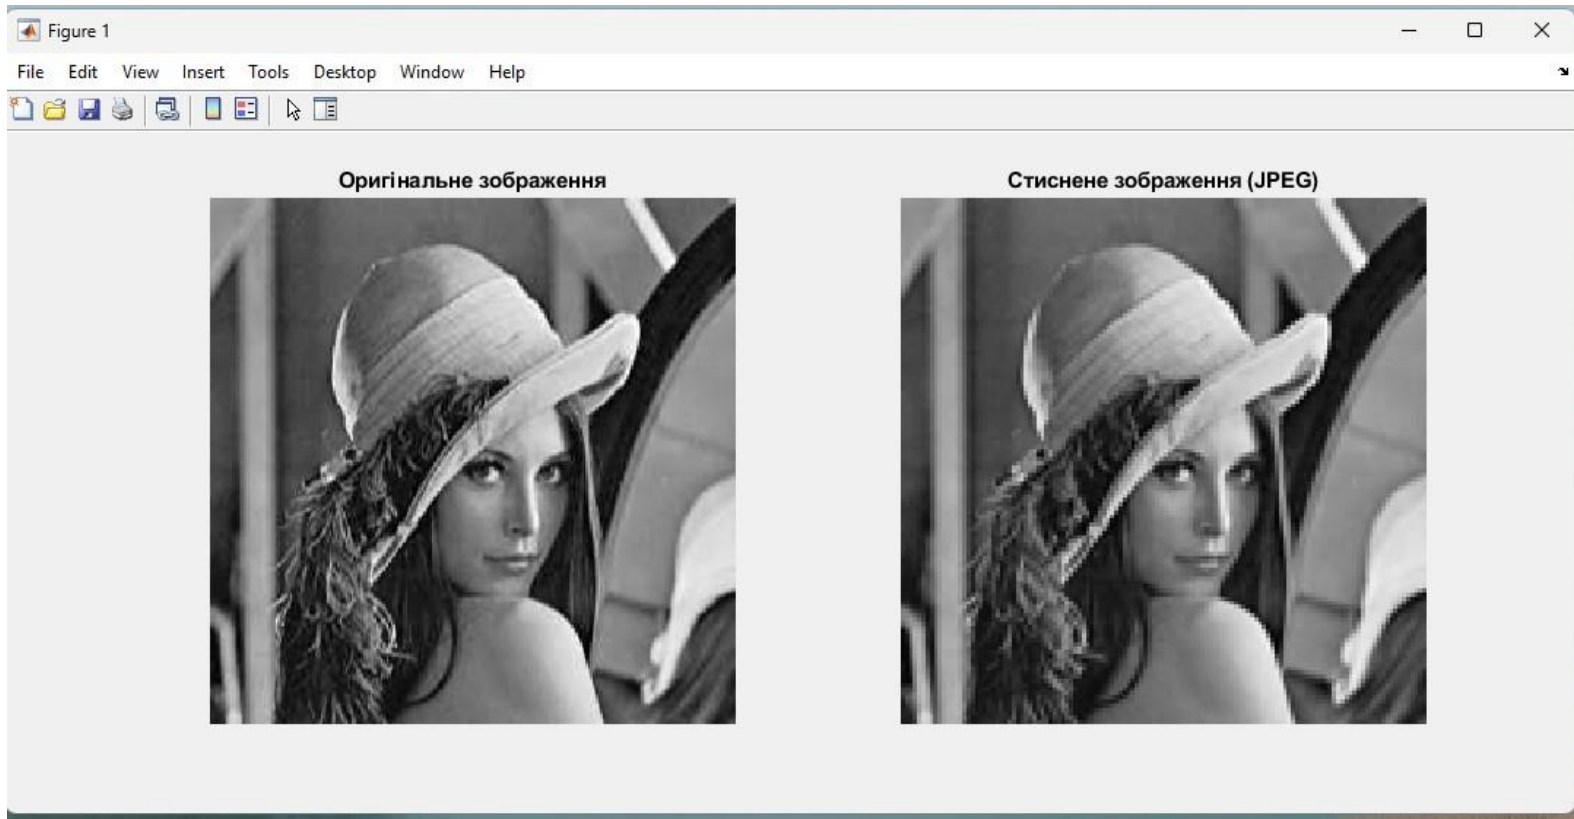 Figure 1
File Edit View Insert Tools Desktop Window Help
Оригінальне зображення
Стиснене зображення (JPEG)